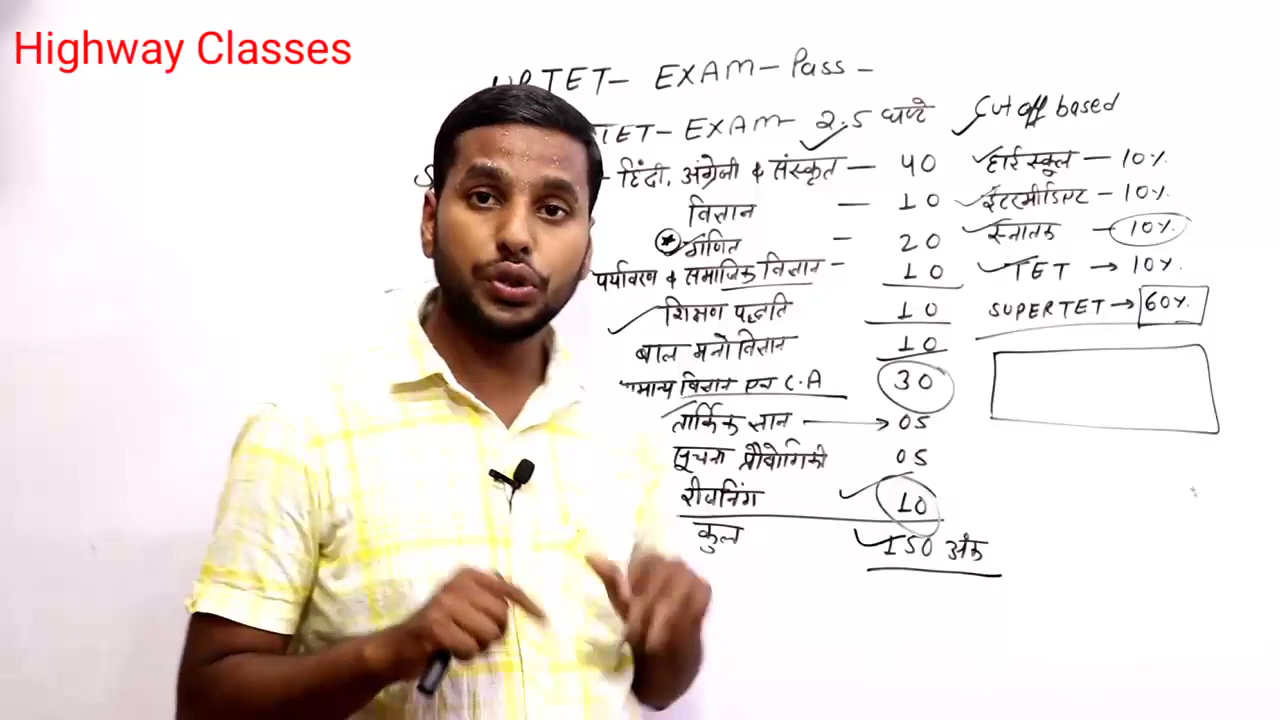 Highway Classes
UPTET- EXAM - Pass -
TET- EXAM- 2.5 घण्टे
हिंदी, अंग्रेजी & संस्कृत - 40
विज्ञान - 10
गणित - 20
पर्यावरण & समाजिक विज्ञान - 10
शिक्षण पद्धति 10
बाल मनोविज्ञान 10
मान्य विज्ञान एवं C.A 30
तार्किक ज्ञान → 05
सूचना प्रौद्योगिकी 05
रीजनिंग 10
कुल 150 अंक
Cut off based
हाईस्कूल - 10%
इंटरमीडिएट - 10%
स्नातक - 10%
TET → 10%
SUPERTET → 60%